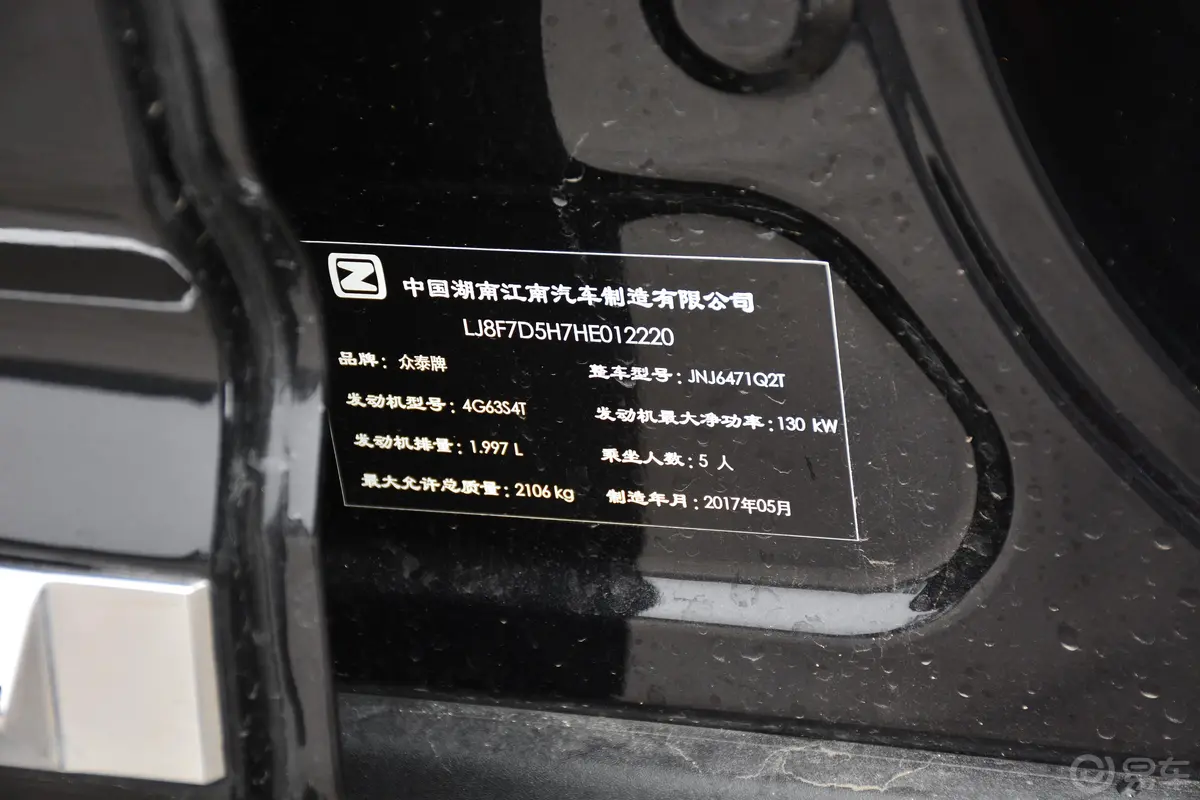 中国湖南江南汽车制造有限公司
LJ8F7D5H7HE012220
品牌：众泰牌 整车型号：JNJ6471Q2T
发动机型号：4G63S4T 发动机最大净功率：130 kW
发动机排量：1.997 L 乘坐人数：5 人
最大允许总质量：2106 kg 制造年月：2017年05月
易车